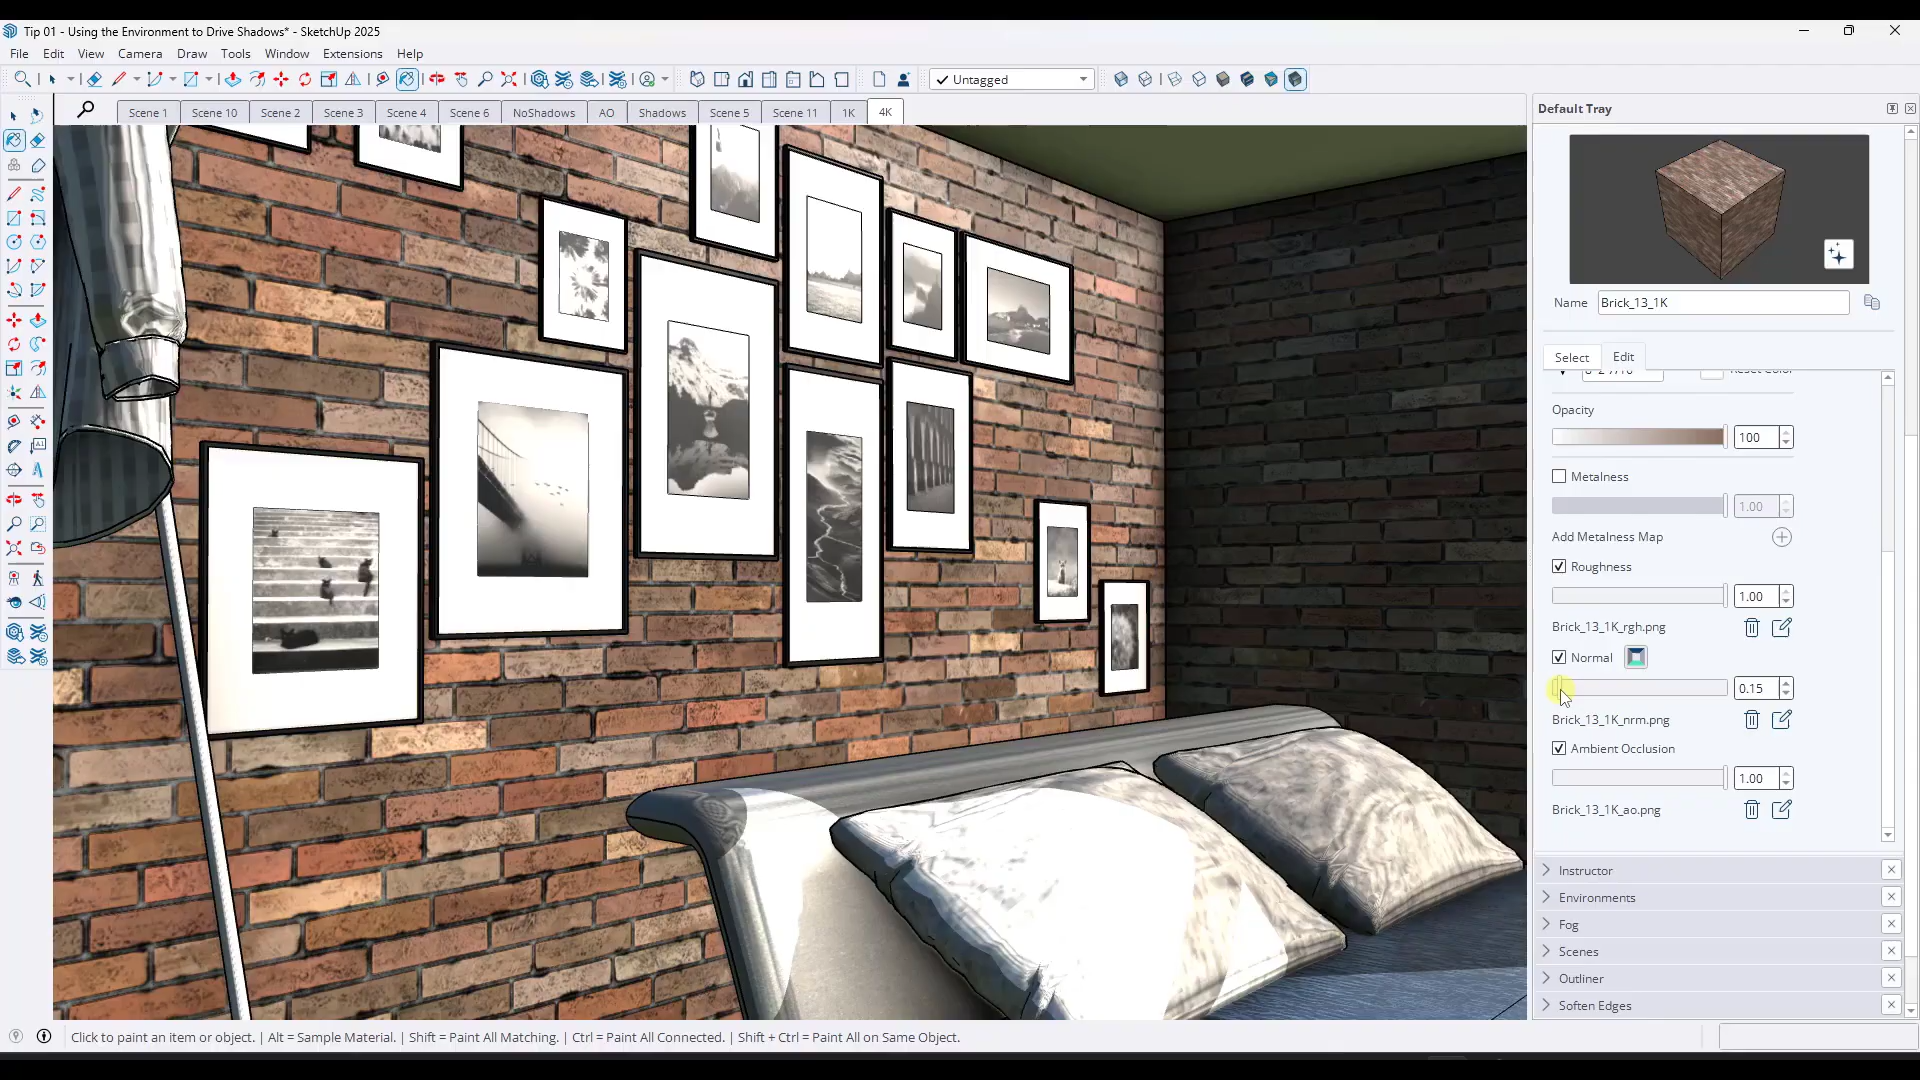 Tip 01 - Using the Environment to Drive Shadows* - SketchUp 2025
File Edit View Camera Draw Tools Window Extensions Help
Untagged
Scene 1 Scene 10 Scene 2 Scene 3 Scene 4 Scene 6 NoShadows AO Shadows Scene 5 Scene 11 1K 4K
Default Tray
Name Brick_13_1K
Select Edit
Opacity
100
Metalness
1.00
Add Metalness Map
Roughness
1.00
Brick_13_1K_rgh.png
Normal
0.15
Brick_13_1K_nrm.png
Ambient Occlusion
1.00
Brick_13_1K_ao.png
Instructor
Environments
Fog
Scenes
Outliner
Soften Edges
Click to paint an item or object. | Alt = Sample Material. | Shift = Paint All Matching. | Ctrl = Paint All Connected. | Shift + Ctrl = Paint All on Same Object.